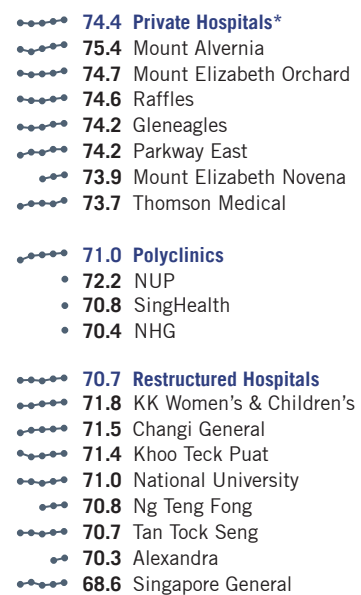 74.4 Private Hospitals*
75.4 Mount Alvernia
74.7 Mount Elizabeth Orchard
74.6 Raffles
74.2 Gleneagles
74.2 Parkway East
73.9 Mount Elizabeth Novena
73.7 Thomson Medical
71.0 Polyclinics
72.2 NUP
70.8 SingHealth
70.4 NHG
70.7 Restructured Hospitals
71.8 KK Women's & Children's
71.5 Changi General
71.4 Khoo Teck Puat
71.0 National University
70.8 Ng Teng Fong
70.7 Tan Tock Seng
70.3 Alexandra
68.6 Singapore General